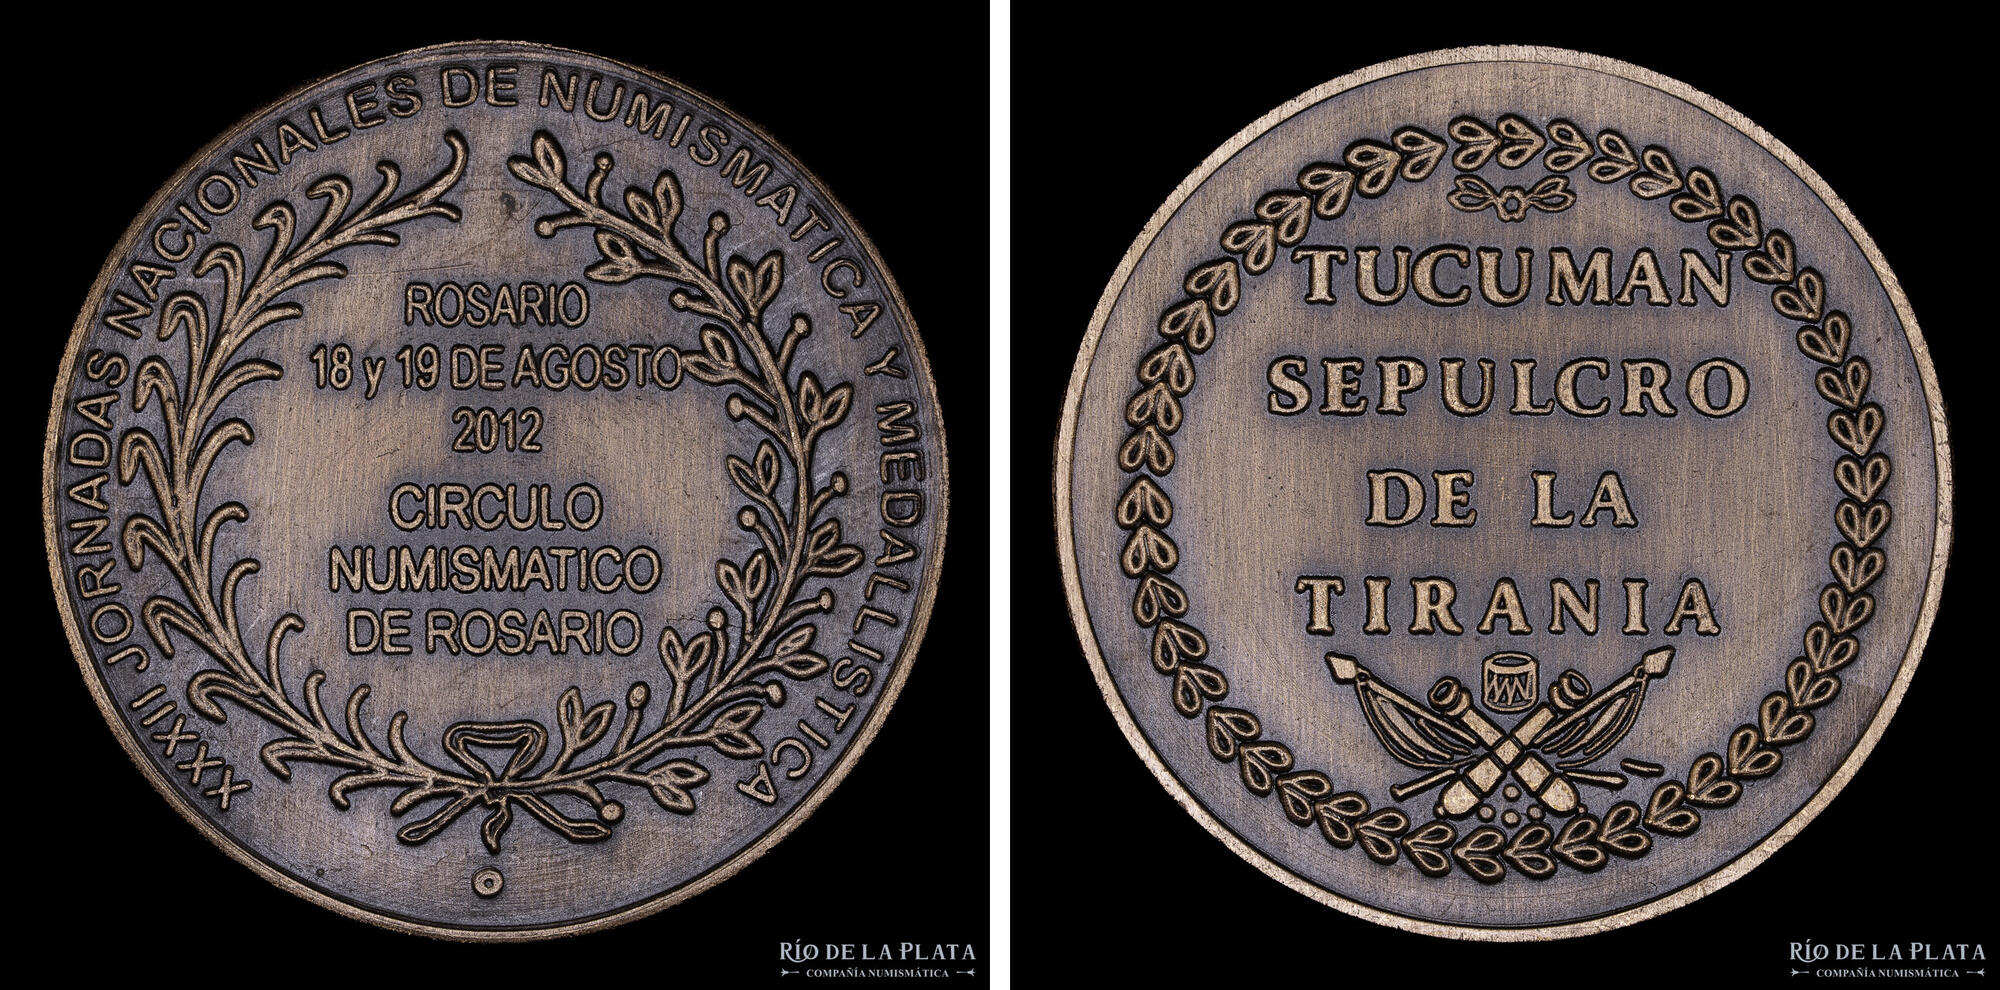 XXXII JORNADAS NACIONALES DE NUMISMATICA Y MEDALLISTICA
ROSARIO
18 y 19 DE AGOSTO
2012
CIRCULO
NUMISMATICO
DE ROSARIO
RÍO DE LA PLATA
COMPAÑÍA NUMISMÁTICA
TUCUMAN
SEPULCRO
DE LA
TIRANIA
RÍO DE LA PLATA
COMPAÑÍA NUMISMÁTICA